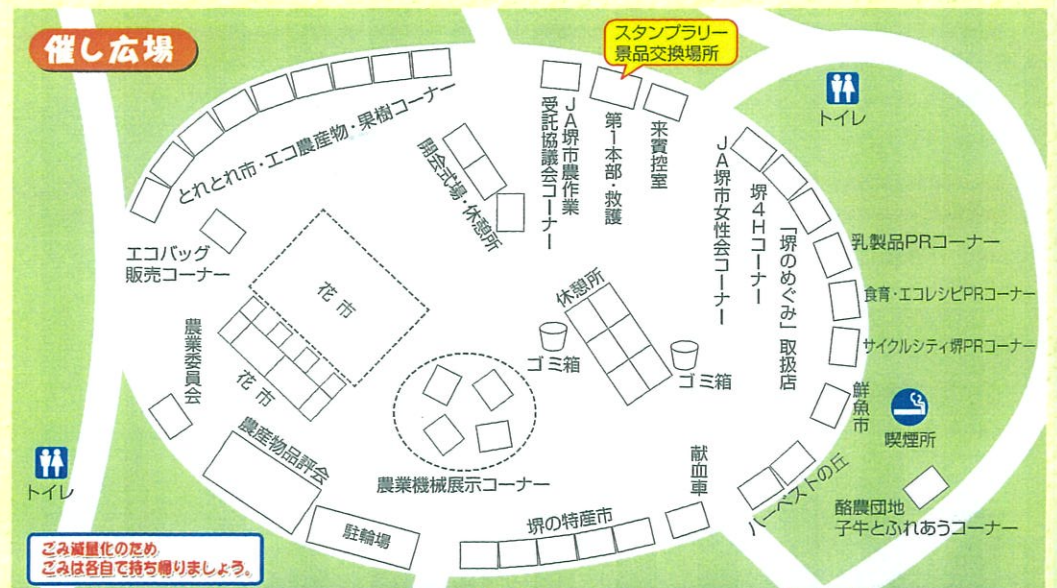 催し広場
スタンプラリー
景品交換場所
トイレ
とれとれ市・エコ農産物・果樹コーナー
開会式場・休憩所
JA堺市農作業
受託協議会コーナー
第1本部・救護
来賓控室
JA堺市女性会コーナー
堺4Hコーナー
「堺のめぐみ」取扱店
乳製品PRコーナー
食育・エコレシピPRコーナー
サイクルシティ堺PRコーナー
エコバッグ
販売コーナー
花市
休憩所
ゴミ箱
ゴミ箱
農業委員会
花市
鮮魚市
喫煙所
農産物品評会
農業機械展示コーナー
献血車
ハーベストの丘
酪農団地
子牛とふれあうコーナー
トイレ
駐輪場
堺の特産市
ごみ減量化のため
ごみは各自で持ち帰りましょう。